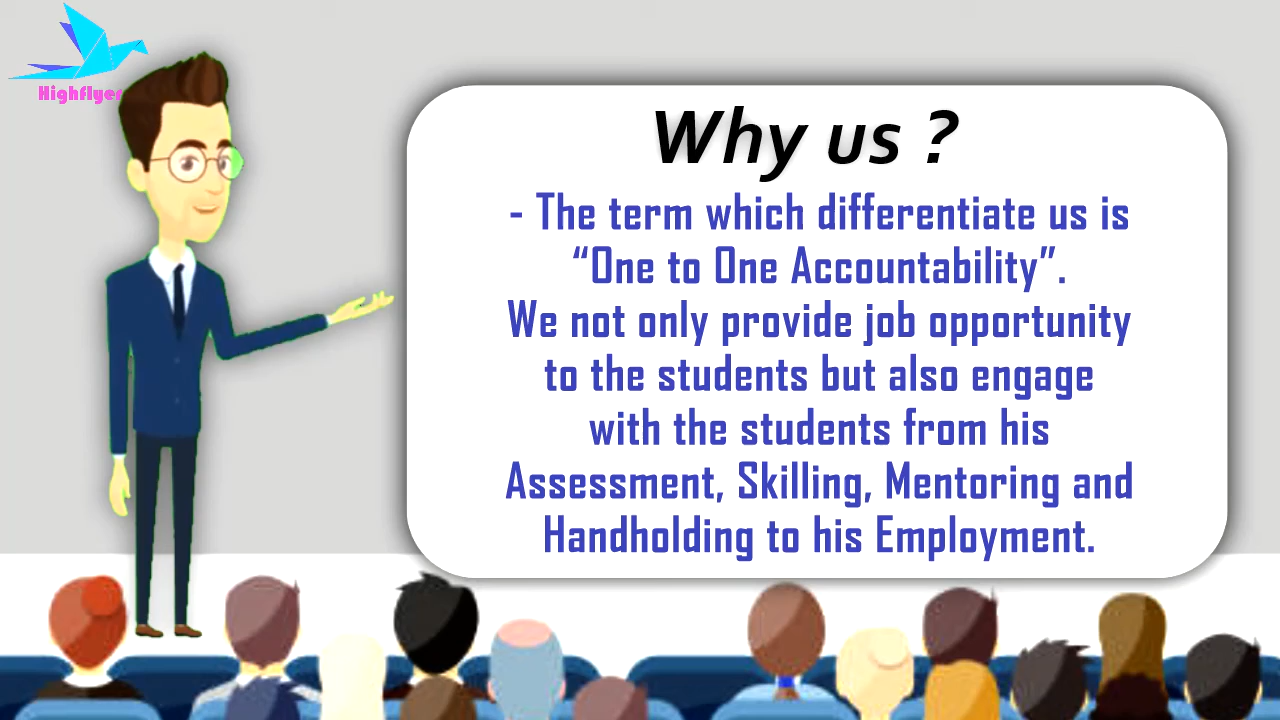 Highflyer
Why us ?
- The term which differentiate us is
“One to One Accountability”.
We not only provide job opportunity
to the students but also engage
with the students from his
Assessment, Skilling, Mentoring and
Handholding to his Employment.